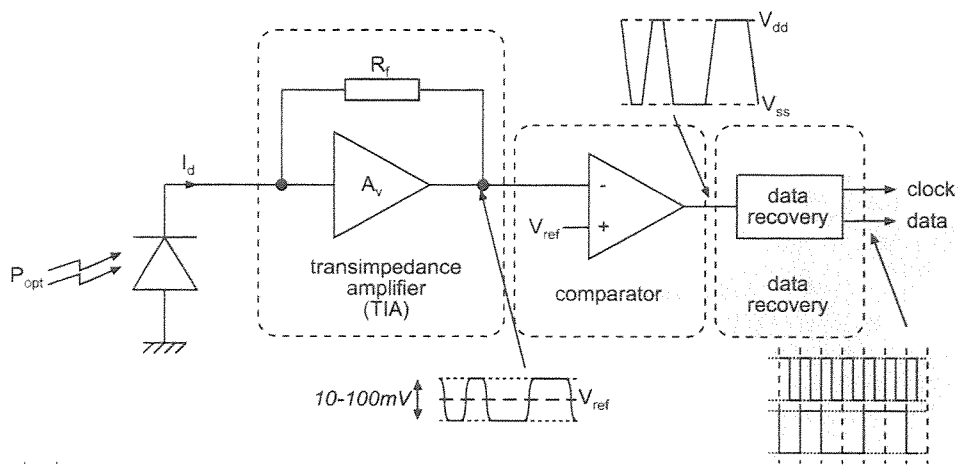 V_dd
R_f
V_ss
I_d
A_v
-
data
recovery
clock
data
V_ref
+
P_opt
transimpedance
amplifier
(TIA)
comparator
data
recovery
10-100mV
V_ref